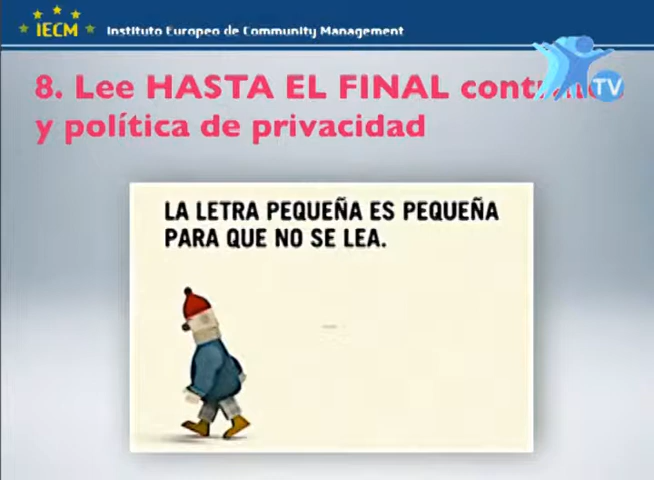 IECM Instituto Europeo de Community Management
TV
8. Lee HASTA EL FINAL
y política de privacidad
LA LETRA PEQUEÑA ES PEQUEÑA
PARA QUE NO SE LEA.